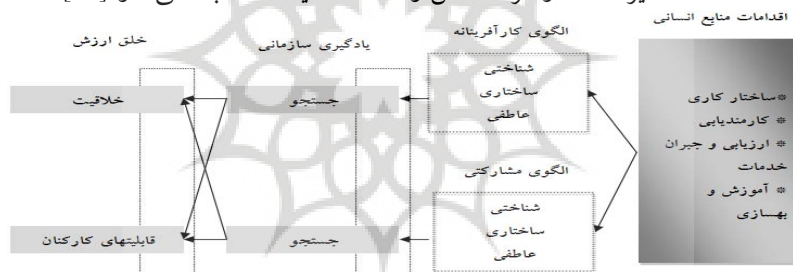 اقدامات منابع انسانی
الگوی کارآفرینانه
یادگیری سازمانی
خلق ارزش
*ساختار کاری
* کارمندیابی
* ارزیابی و جبران
خدمات
* آموزش و
بهسازی
شناختی
ساختاری
عاطفی
جستجو
خلاقیت
الگوی مشارکتی
شناختی
ساختاری
عاطفی
جستجو
قابلیتهای کارکنان